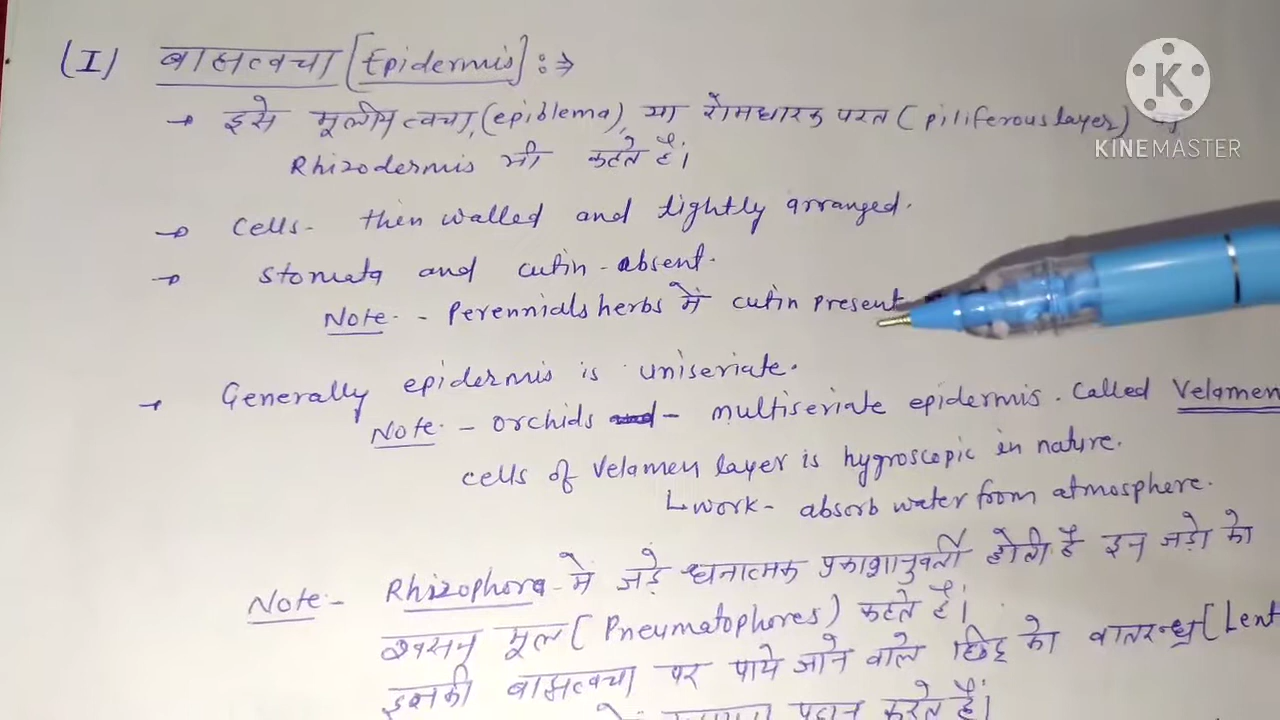 (I) बाह्यत्वचा [Epidermis] :⇒
→ इसे मूलीय त्वचा, (epiblema), या रोमधारक परत (piliferous layer)
Rhizodermis भी कहते हैं।
→ Cells - then walled and tightly arranged.
→ Stomata and cutin - absent.
Note - Perennials herbs में cutin present
→ Generally epidermis is uniseriate.
Note - Orchids - multiseriate epidermis. Called Velamen
cells of velamen layer is hygroscopic in nature.
↳ work - absorb water from atmosphere.
Note - Rhizophora - में जड़े धनात्मक प्रकाशानुवर्ती होती है इन जड़ो को
श्वसन मूल (Pneumatophores) कहते हैं।
इनकी बाह्यत्वचा पर पाये जाने वाले छिद्र को वातरन्ध्र (Lent
प्रदान करते हैं।
K
KINEMASTER